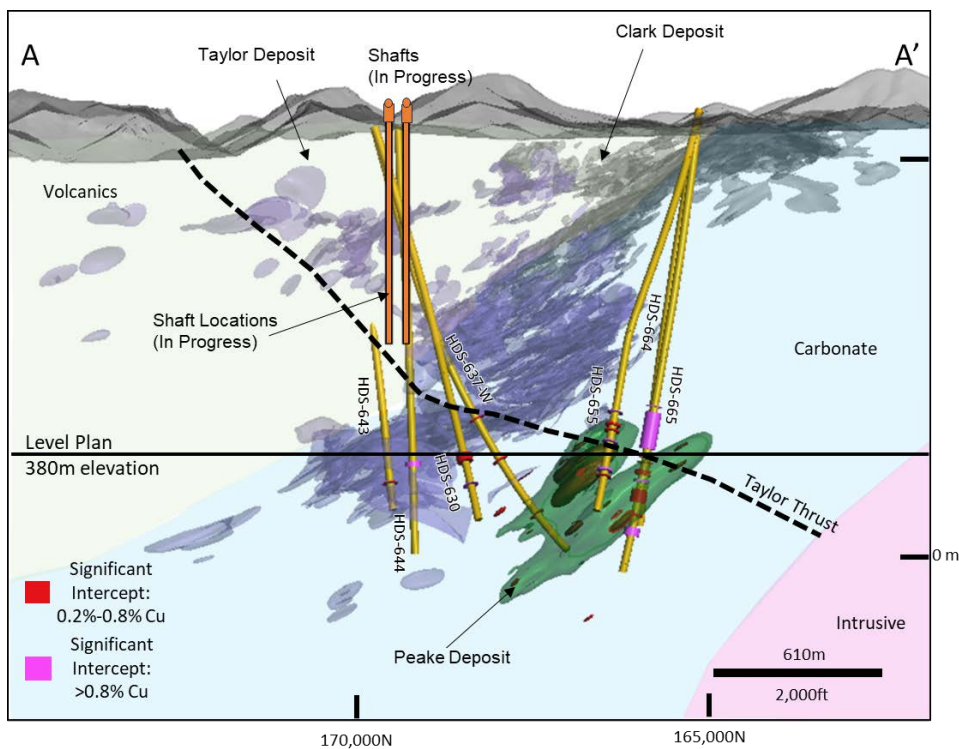 A
A'
Taylor Deposit
Shafts
(In Progress)
Clark Deposit
Volcanics
Shaft Locations
(In Progress)
Carbonate
HDS-643
HDS-637-W
HDS-630
HDS-644
HDS-655
HDS-664
HDS-665
Level Plan
380m elevation
Taylor Thrust
0 m
Significant
Intercept:
0.2%-0.8% Cu
Significant
Intercept:
>0.8% Cu
Peake Deposit
Intrusive
610m
2,000ft
170,000N
165,000N